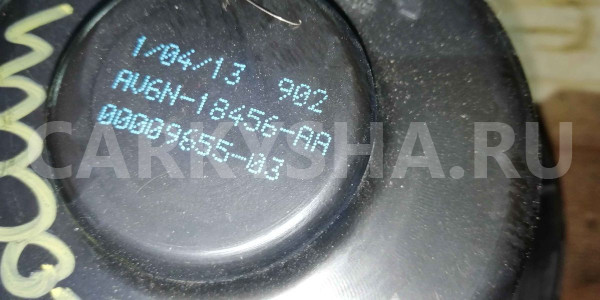 1/04/13 902
AV6N-18456-AA
00009655-03
CARKYSHA.RU